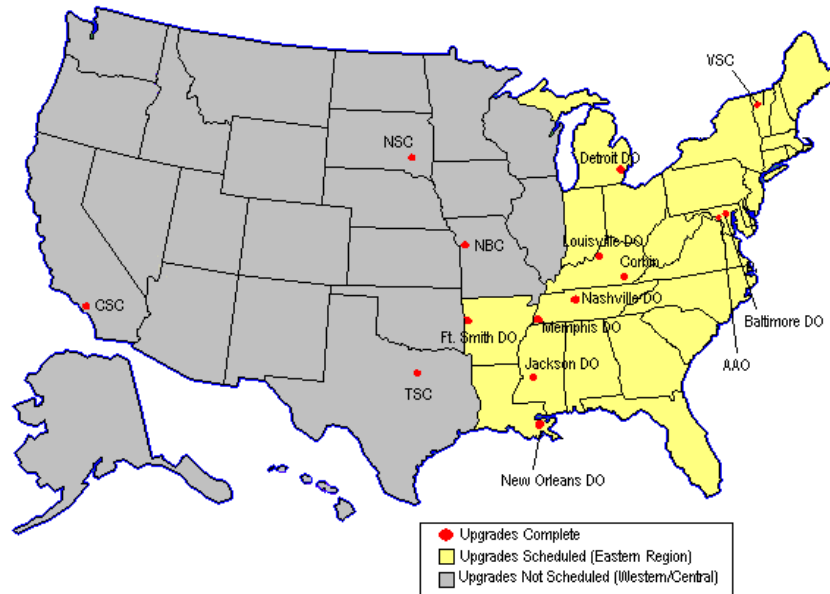 VSC
NSC
Detroit DO
NBC
Louisville DO
Corbin
CSC
Nashville DO
Ft. Smith DO
Memphis DO
Baltimore DO
Jackson DO
AAO
TSC
New Orleans DO
Upgrades Complete
Upgrades Scheduled (Eastern Region)
Upgrades Not Scheduled (Western/Central)